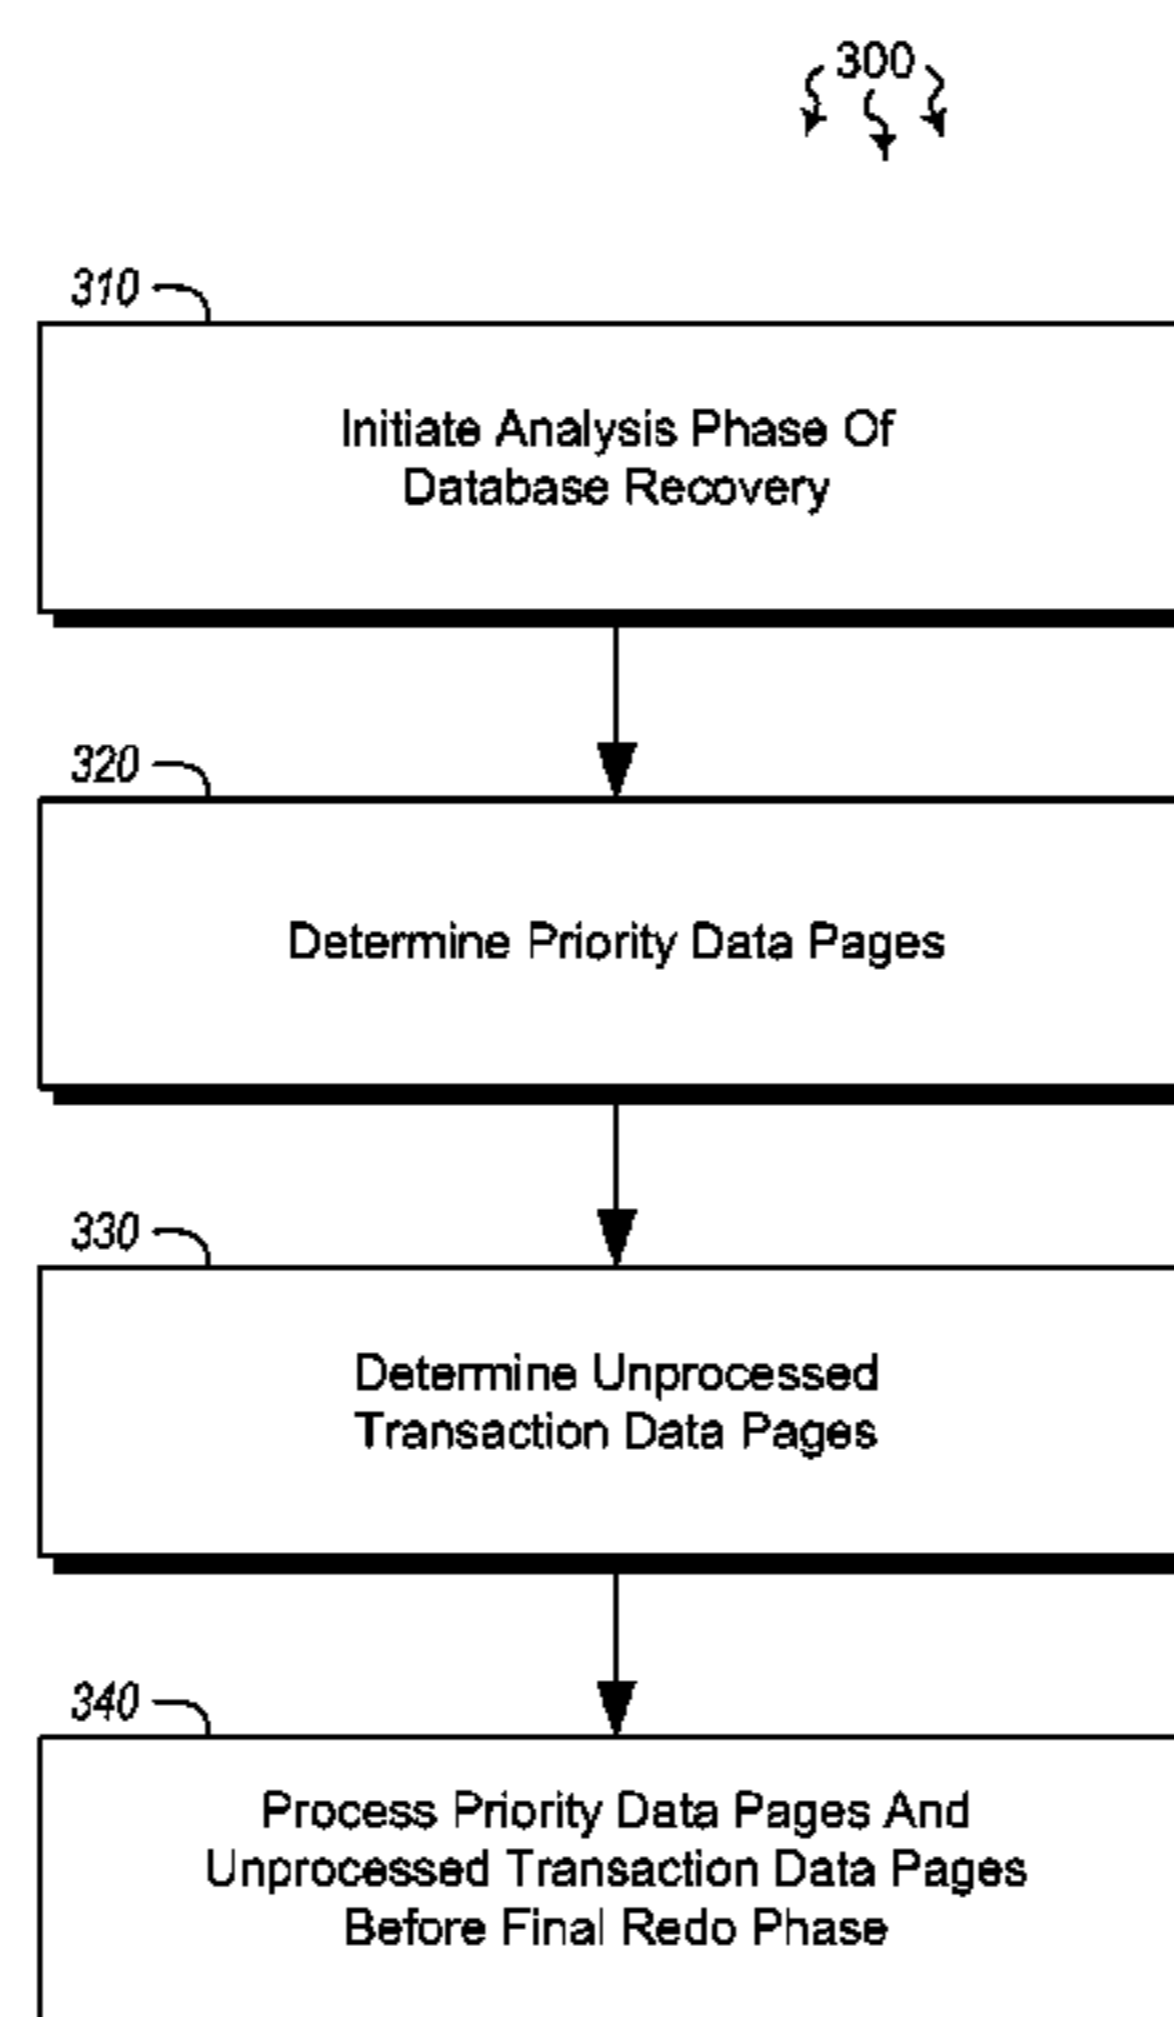 300
310
Initiate Analysis Phase Of
Database Recovery
320
Determine Priority Data Pages
330
Determine Unprocessed
Transaction Data Pages
340
Process Priority Data Pages And
Unprocessed Transaction Data Pages
Before Final Redo Phase